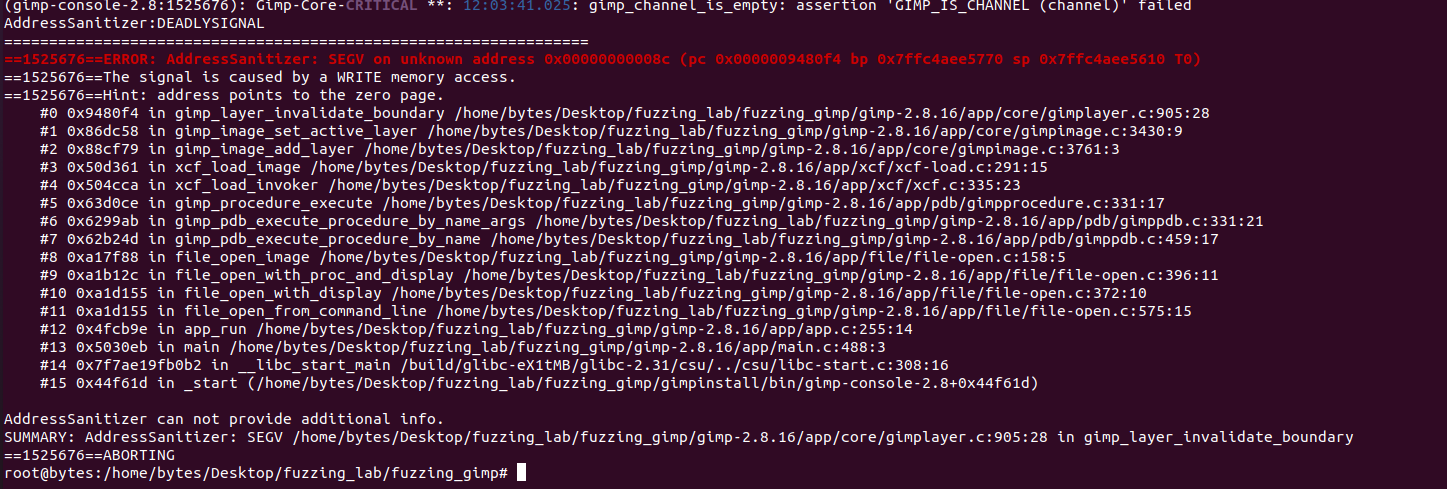 (gimp-console-2.8:1525676): Gimp-Core-CRITICAL **: 12:03:41.025: gimp_channel_is_empty: assertion 'GIMP_IS_CHANNEL (channel)' failed
AddressSanitizer:DEADLYSIGNAL
=================================================================
==1525676==ERROR: AddressSanitizer: SEGV on unknown address 0x00000000008c (pc 0x0000009480f4 bp 0x7ffc4aee5770 sp 0x7ffc4aee5610 T0)
==1525676==The signal is caused by a WRITE memory access.
==1525676==Hint: address points to the zero page.
    #0 0x9480f4 in gimp_layer_invalidate_boundary /home/bytes/Desktop/fuzzing_lab/fuzzing_gimp/gimp-2.8.16/app/core/gimplayer.c:905:28
    #1 0x86dc58 in gimp_image_set_active_layer /home/bytes/Desktop/fuzzing_lab/fuzzing_gimp/gimp-2.8.16/app/core/gimpimage.c:3430:9
    #2 0x88cf79 in gimp_image_add_layer /home/bytes/Desktop/fuzzing_lab/fuzzing_gimp/gimp-2.8.16/app/core/gimpimage.c:3761:3
    #3 0x50d361 in xcf_load_image /home/bytes/Desktop/fuzzing_lab/fuzzing_gimp/gimp-2.8.16/app/xcf/xcf-load.c:291:15
    #4 0x504cca in xcf_load_invoker /home/bytes/Desktop/fuzzing_lab/fuzzing_gimp/gimp-2.8.16/app/xcf/xcf.c:335:23
    #5 0x63d0ce in gimp_procedure_execute /home/bytes/Desktop/fuzzing_lab/fuzzing_gimp/gimp-2.8.16/app/pdb/gimpprocedure.c:331:17
    #6 0x6299ab in gimp_pdb_execute_procedure_by_name_args /home/bytes/Desktop/fuzzing_lab/fuzzing_gimp/gimp-2.8.16/app/pdb/gimppdb.c:331:21
    #7 0x62b24d in gimp_pdb_execute_procedure_by_name /home/bytes/Desktop/fuzzing_lab/fuzzing_gimp/gimp-2.8.16/app/pdb/gimppdb.c:459:17
    #8 0xa17f88 in file_open_image /home/bytes/Desktop/fuzzing_lab/fuzzing_gimp/gimp-2.8.16/app/file/file-open.c:158:5
    #9 0xa1b12c in file_open_with_proc_and_display /home/bytes/Desktop/fuzzing_lab/fuzzing_gimp/gimp-2.8.16/app/file/file-open.c:396:11
    #10 0xa1d155 in file_open_with_display /home/bytes/Desktop/fuzzing_lab/fuzzing_gimp/gimp-2.8.16/app/file/file-open.c:372:10
    #11 0xa1d155 in file_open_from_command_line /home/bytes/Desktop/fuzzing_lab/fuzzing_gimp/gimp-2.8.16/app/file/file-open.c:575:15
    #12 0x4fcb9e in app_run /home/bytes/Desktop/fuzzing_lab/fuzzing_gimp/gimp-2.8.16/app/app.c:255:14
    #13 0x5030eb in main /home/bytes/Desktop/fuzzing_lab/fuzzing_gimp/gimp-2.8.16/app/main.c:488:3
    #14 0x7f7ae19fb0b2 in __libc_start_main /build/glibc-eX1tMB/glibc-2.31/csu/../csu/libc-start.c:308:16
    #15 0x44f61d in _start (/home/bytes/Desktop/fuzzing_lab/fuzzing_gimp/gimpinstall/bin/gimp-console-2.8+0x44f61d)
AddressSanitizer can not provide additional info.
SUMMARY: AddressSanitizer: SEGV /home/bytes/Desktop/fuzzing_lab/fuzzing_gimp/gimp-2.8.16/app/core/gimplayer.c:905:28 in gimp_layer_invalidate_boundary
==1525676==ABORTING
root@bytes:/home/bytes/Desktop/fuzzing_lab/fuzzing_gimp#